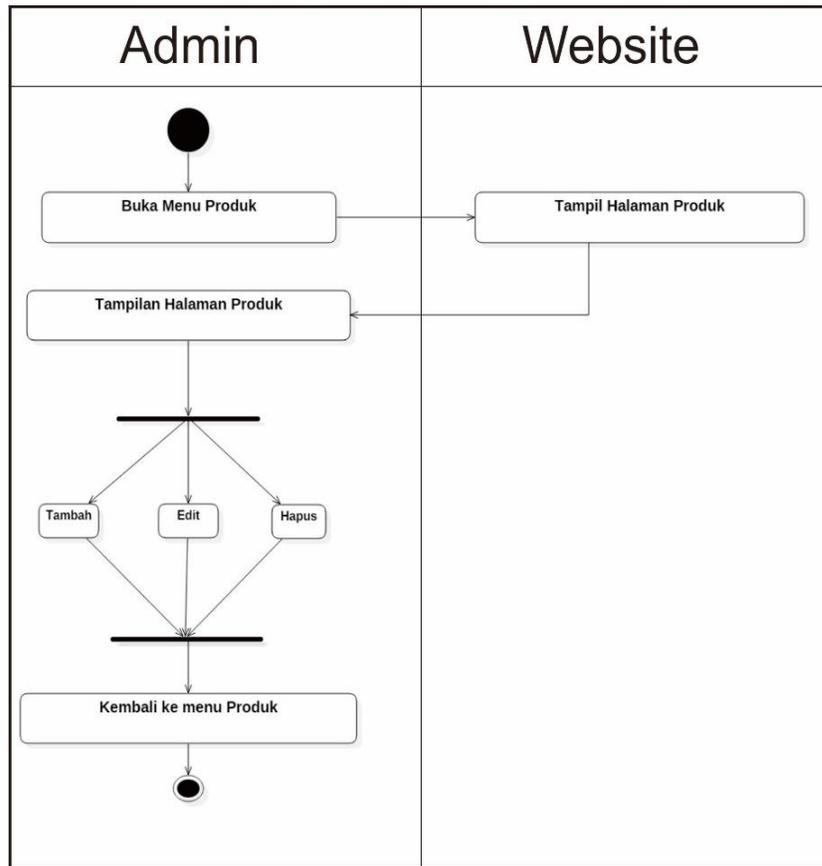 Admin
Website
Buka Menu Produk
Tampil Halaman Produk
Tampilan Halaman Produk
Tambah
Edit
Hapus
Kembali ke menu Produk